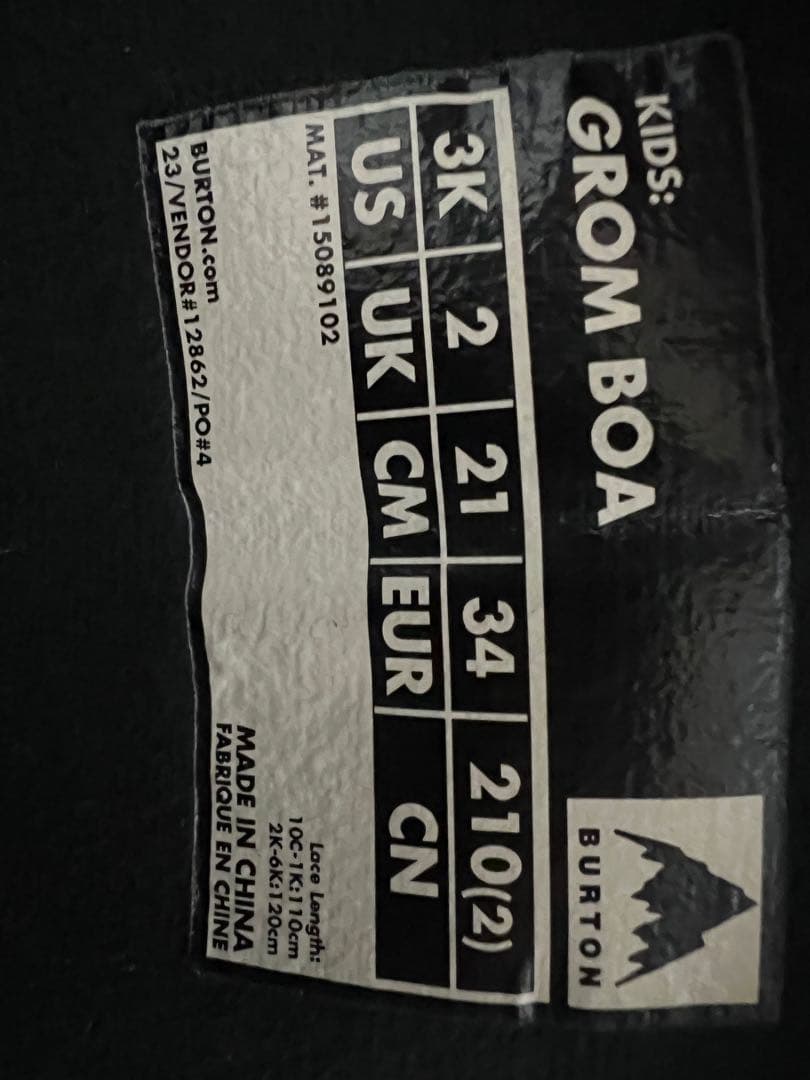 KIDS:
GROM BOA
BURTON
3K 2 21 34 210(2)
US UK CM EUR CN
MAT. #15089102
Lace Length:
10C-1K:110cm
2K-6K:120cm
BURTON.com
23/VENDOR#12862/PO#4
MADE IN CHINA
FABRIQUE EN CHINE